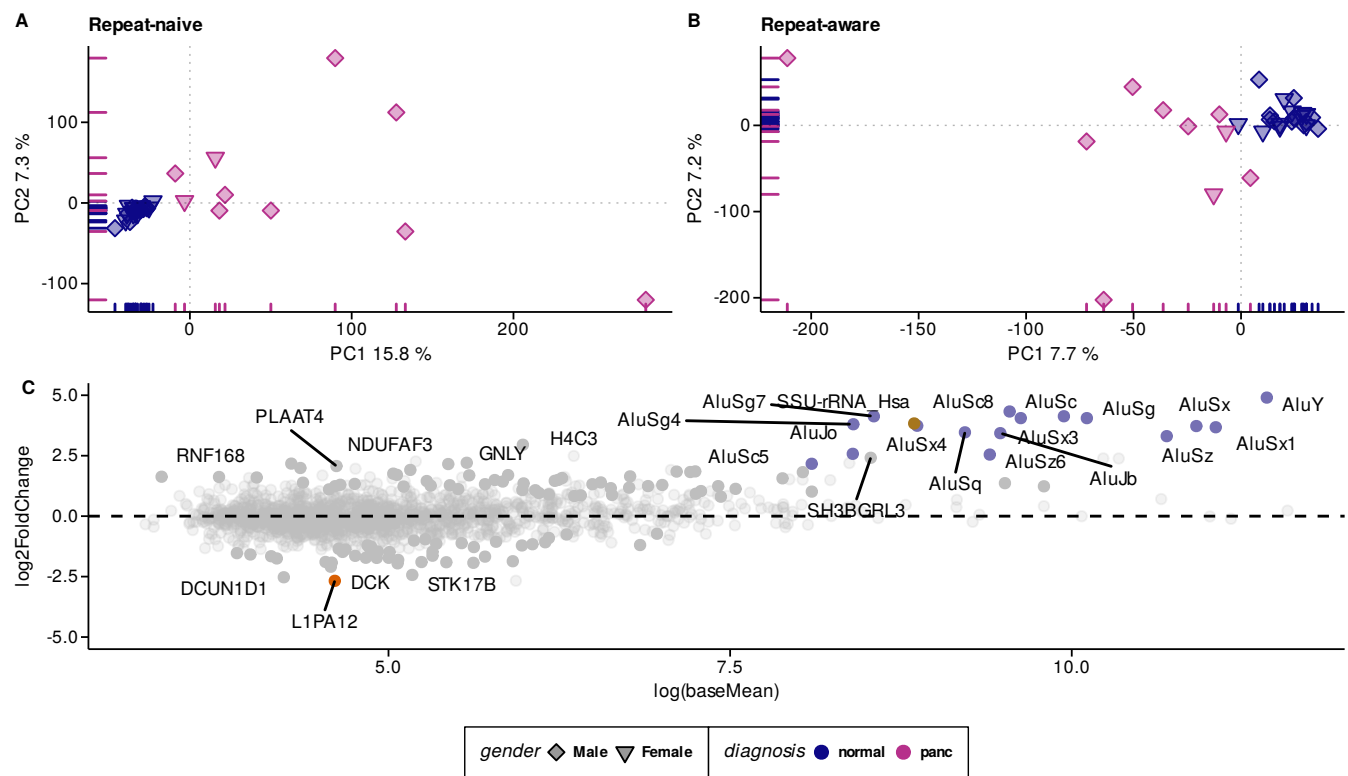 A
Repeat-naive
PC2 7.3 %
100
0
-100
0
100
200
PC1 15.8 %
B
Repeat-aware
PC2 7.2 %
0
-100
-200
-200
-150
-100
-50
0
PC1 7.7 %
C
log2FoldChange
5.0
2.5
0.0
-2.5
-5.0
RNF168
PLAAT4
NDUFAF3
GNLY
H4C3
AluSg4
AluSg7
SSU-rRNA_Hsa
AluJo
AluSc5
AluSc8
AluSx4
AluSc
AluSx3
AluSg
AluSx
AluY
AluSx1
AluSz
AluSz6
AluSq
AluJb
SH3BGRL3
DCUN1D1
DCK
STK17B
L1PA12
5.0
7.5
10.0
log(baseMean)
gender Male Female diagnosis normal panc